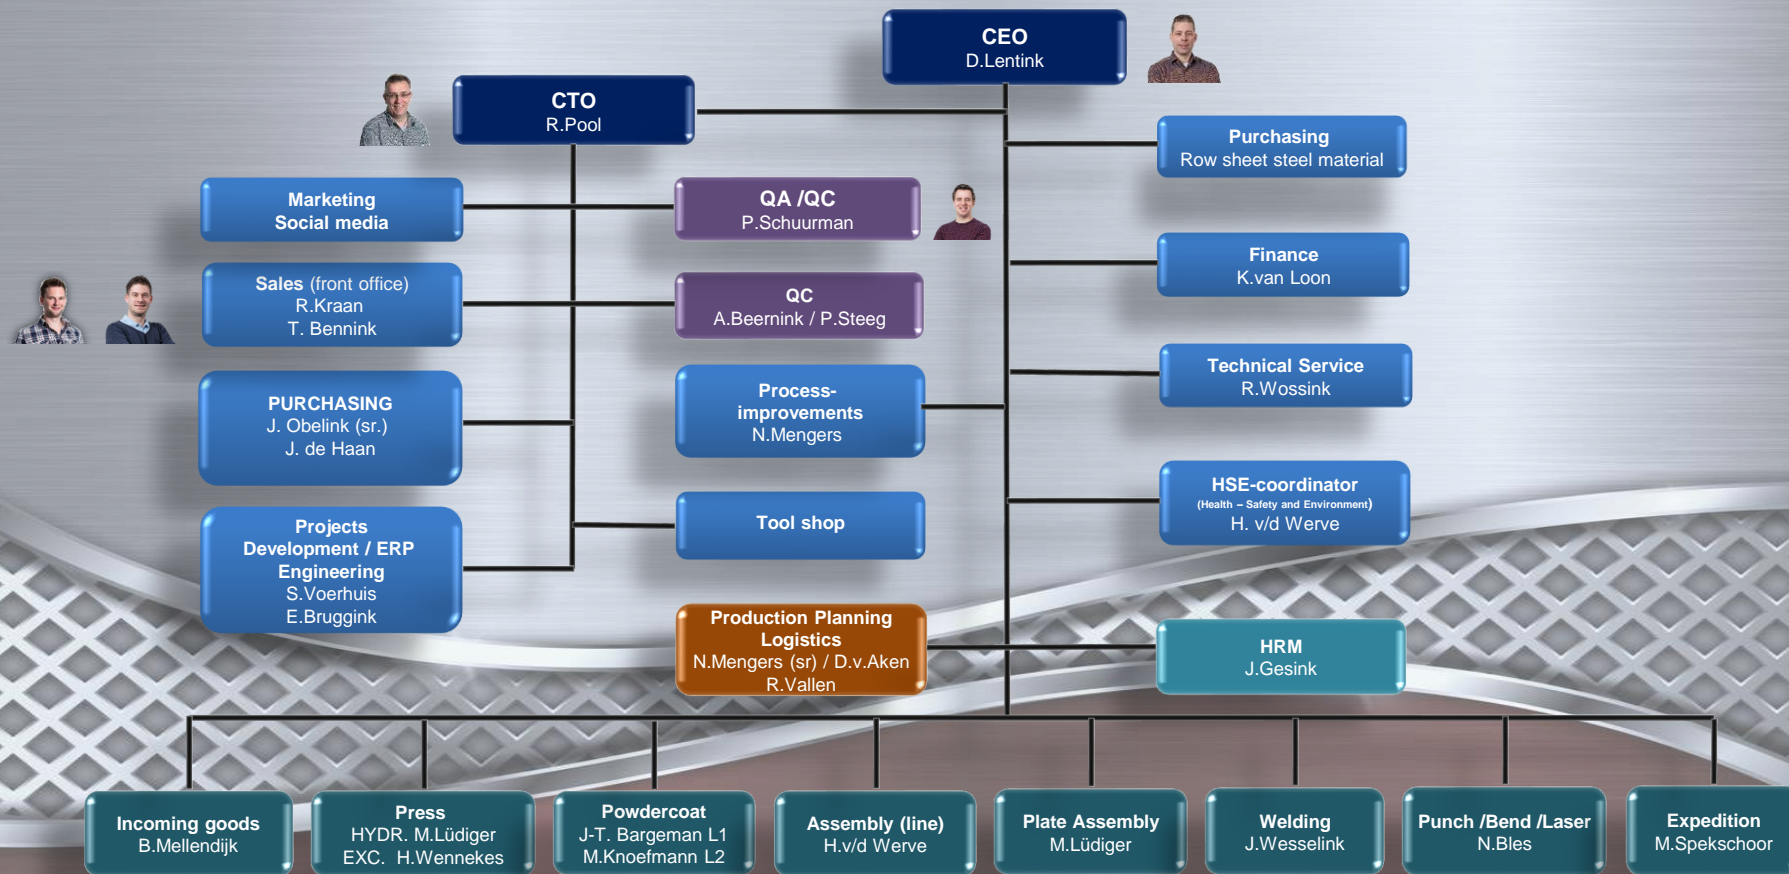 CEO
D.Lentink
CTO
R.Pool
Purchasing
Row sheet steel material
Marketing
Social media
QA /QC
P.Schuurman
Finance
K.van Loon
Sales (front office)
R.Kraan
T. Bennink
QC
A.Beernink / P.Steeg
Technical Service
R.Wossink
PURCHASING
J. Obelink (sr.)
J. de Haan
Process-
improvements
N.Mengers
HSE-coordinator
(Health – Safety and Environment)
H. v/d Werve
Projects
Development / ERP
Engineering
S.Voerhuis
E.Bruggink
Tool shop
Production Planning
Logistics
N.Mengers (sr) / D.v.Aken
R.Vallen
HRM
J.Gesink
Incoming goods
B.Mellendijk
Press
HYDR. M.Lüdiger
EXC. H.Wennekes
Powdercoat
J-T. Bargeman L1
M.Knoefmann L2
Assembly (line)
H.v/d Werve
Plate Assembly
M.Lüdiger
Welding
J.Wesselink
Punch /Bend /Laser
N.Bles
Expedition
M.Spekschoor